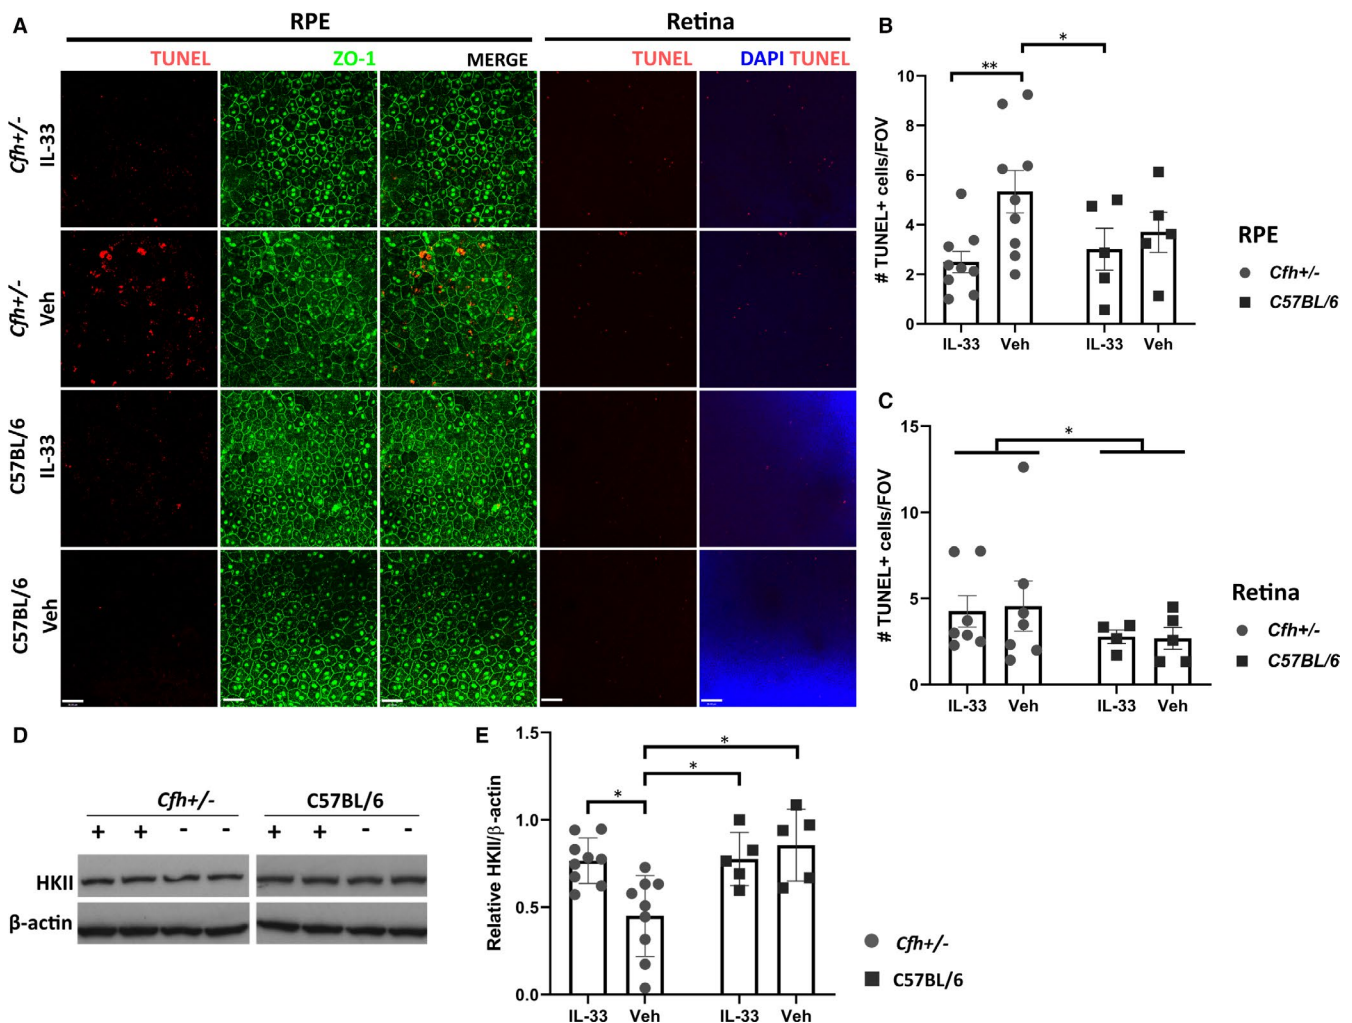 A
RPE
Retina
TUNEL
ZO-1
MERGE
TUNEL
DAPI TUNEL
Cfh+/-
IL-33
Cfh+/-
Veh
C57BL/6
IL-33
C57BL/6
Veh
B
*
**
# TUNEL+ cells/FOV
10
8
6
4
2
0
IL-33
Veh
IL-33
Veh
RPE
Cfh+/-
C57BL/6
C
*
# TUNEL+ cells/FOV
15
10
5
0
IL-33
Veh
IL-33
Veh
Retina
Cfh+/-
C57BL/6
D
Cfh+/-
C57BL/6
+ + - - + + - -
HKII
β-actin
E
*
*
*
Relative HKII/β-actin
1.5
1.0
0.5
0.0
IL-33
Veh
IL-33
Veh
Cfh+/-
C57BL/6